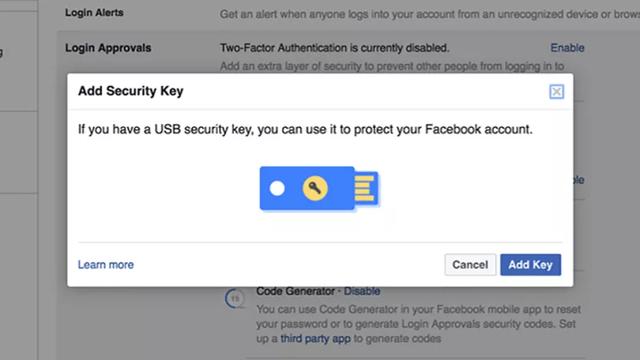 Login Alerts
Get an alert when anyone logs into your account from an unrecognized device or brows
Login Approvals
Two-Factor Authentication is currently disabled.
Enable
Add an extra layer of security to prevent other people from logging in to
Add Security Key
If you have a USB security key, you can use it to protect your Facebook account.
Learn more
Cancel
Add Key
Code Generator · Disable
You can use Code Generator in your Facebook mobile app to reset
your password or to generate Login Approvals security codes. Set
up a third party app to generate codes